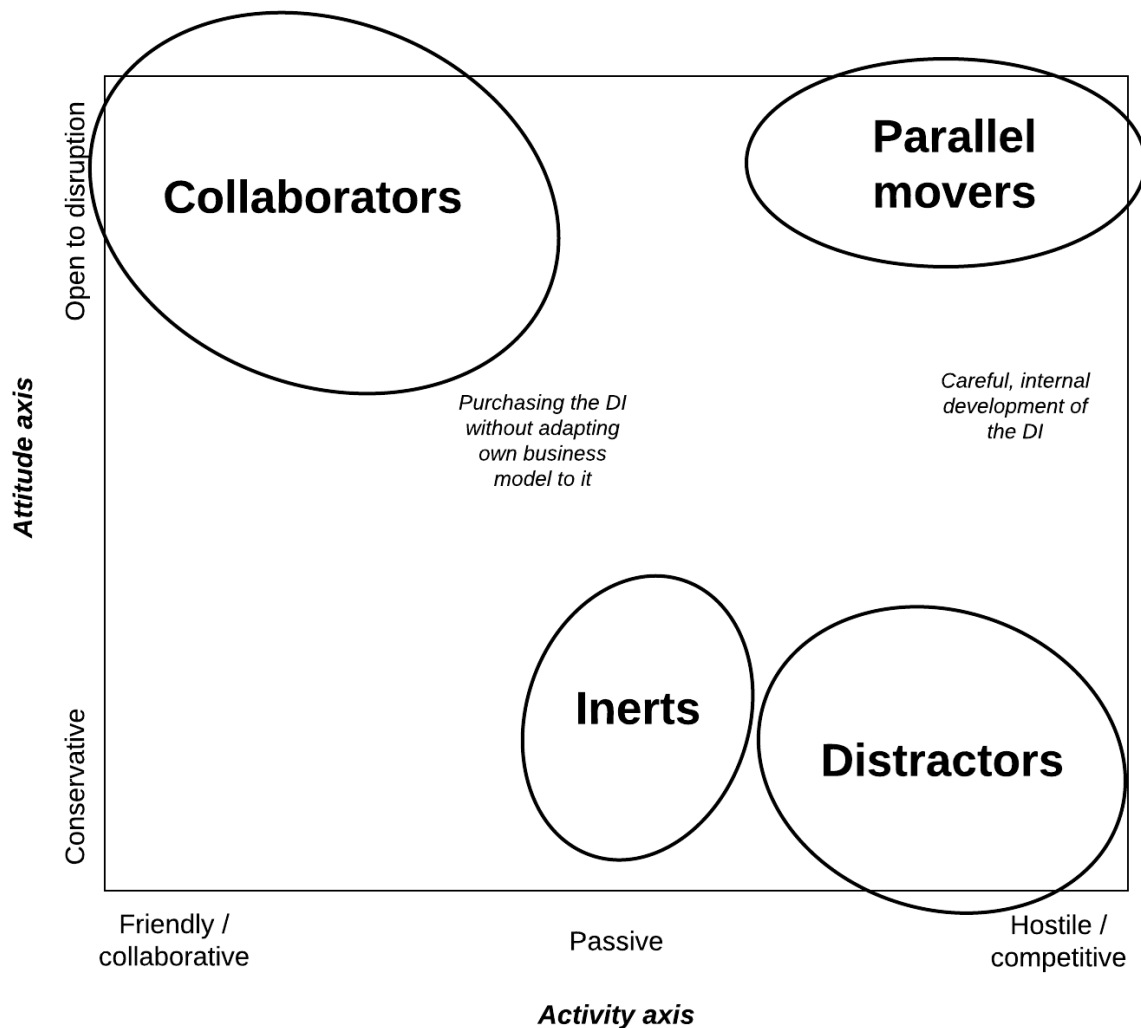 Open to disruption
Parallel
movers
Collaborators
Attitude axis
Purchasing the DI
without adapting
own business
model to it
Careful, internal
development of
the DI
Conservative
Inerts
Distractors
Friendly /
collaborative
Passive
Hostile /
competitive
Activity axis